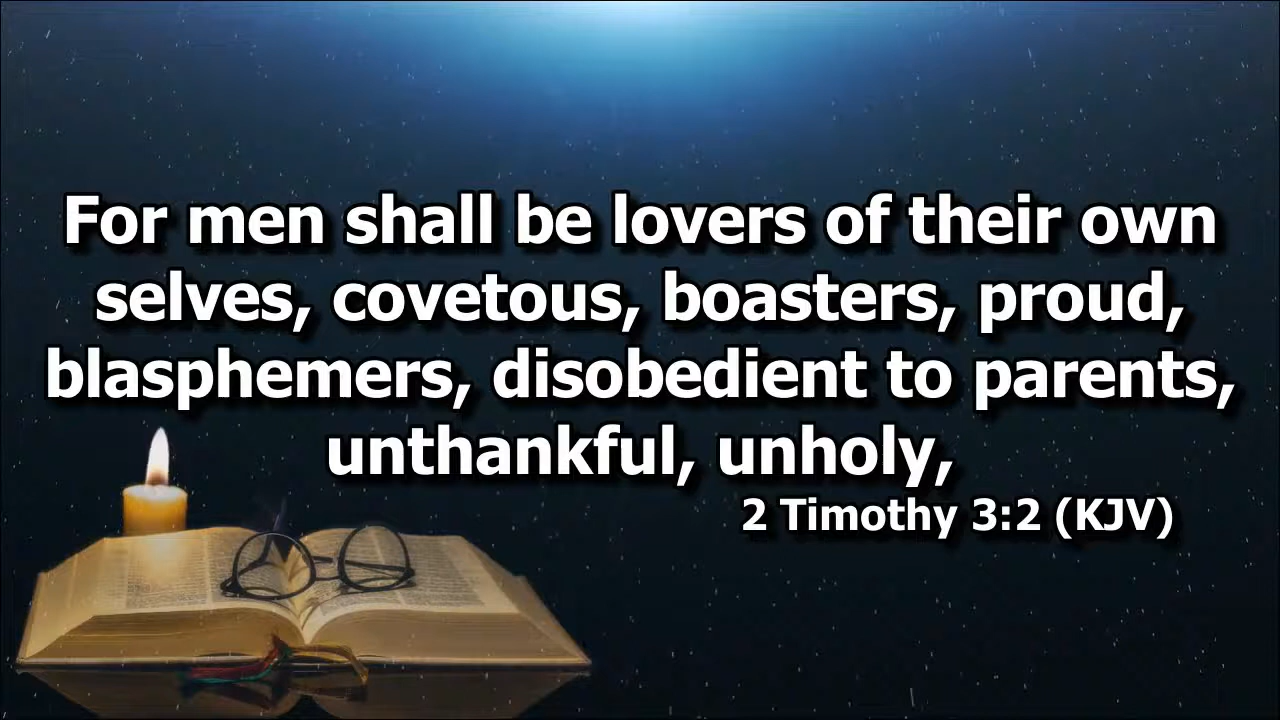 For men shall be lovers of their own
selves, covetous, boasters, proud,
blasphemers, disobedient to parents,
unthankful, unholy,
2 Timothy 3:2 (KJV)